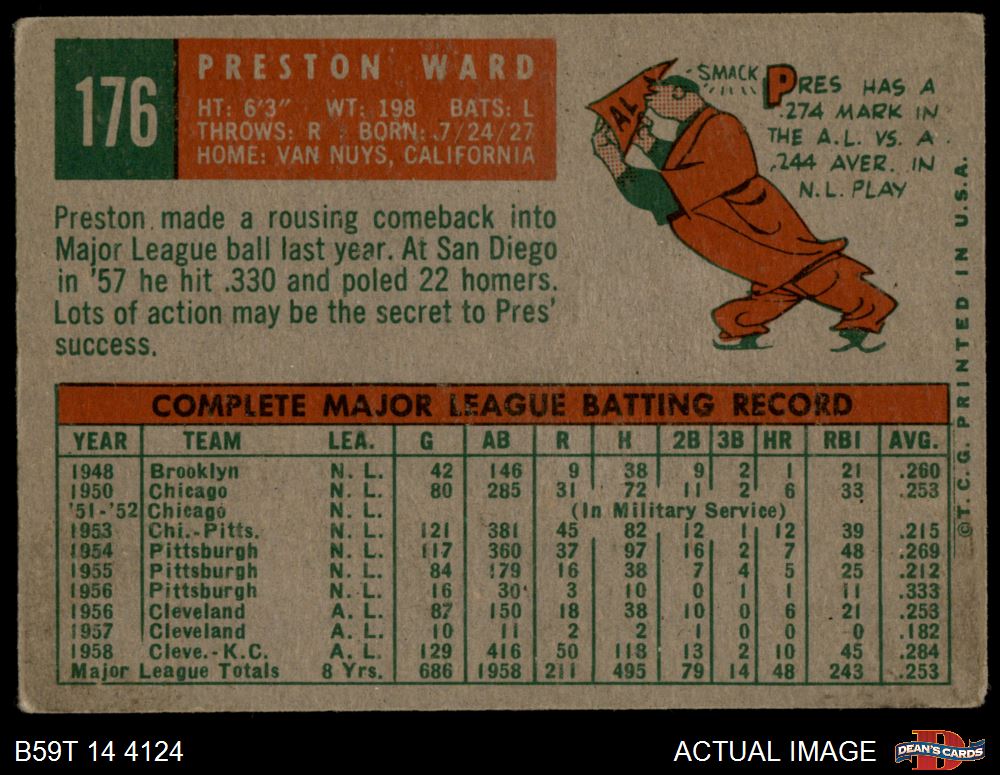 176
PRESTON WARD
HT: 6'3" WT: 198 BATS: L
THROWS: R BORN: 7/24/27
HOME: VAN NUYS, CALIFORNIA
Preston made a rousing comeback into
Major League ball last year. At San Diego
in '57 he hit .330 and poled 22 homers.
Lots of action may be the secret to Pres'
success.
AL
SMACK
PRES HAS A
.274 MARK IN
THE A.L. VS. A
.244 AVER. IN
N.L. PLAY
COMPLETE MAJOR LEAGUE BATTING RECORD
YEAR TEAM LEA. G AB R H 2B 3B HR RBI AVG.
1948 Brooklyn N. L. 42 146 9 38 9 2 1 21 .260
1950 Chicago N. L. 80 285 31 72 11 2 6 33 .253
'51-'52 Chicago N. L. (In Military Service)
1953 Chi.-Pitts. N. L. 121 381 45 82 12 1 12 39 .215
1954 Pittsburgh N. L. 117 360 37 97 16 2 7 48 .269
1955 Pittsburgh N. L. 84 179 16 38 7 4 5 25 .212
1956 Pittsburgh N. L. 16 30 3 10 0 1 1 11 .333
1956 Cleveland A. L. 87 150 18 38 10 0 6 21 .253
1957 Cleveland A. L. 10 11 2 2 1 0 0 0 .182
1958 Cleve.-K.C. A. L. 129 416 50 118 13 2 10 45 .284
Major League Totals 8 Yrs. 686 1958 211 495 79 14 48 243 .253
©T.C.G. PRINTED IN U.S.A.
B59T 14 4124
ACTUAL IMAGE
D
DEAN'S CARDS